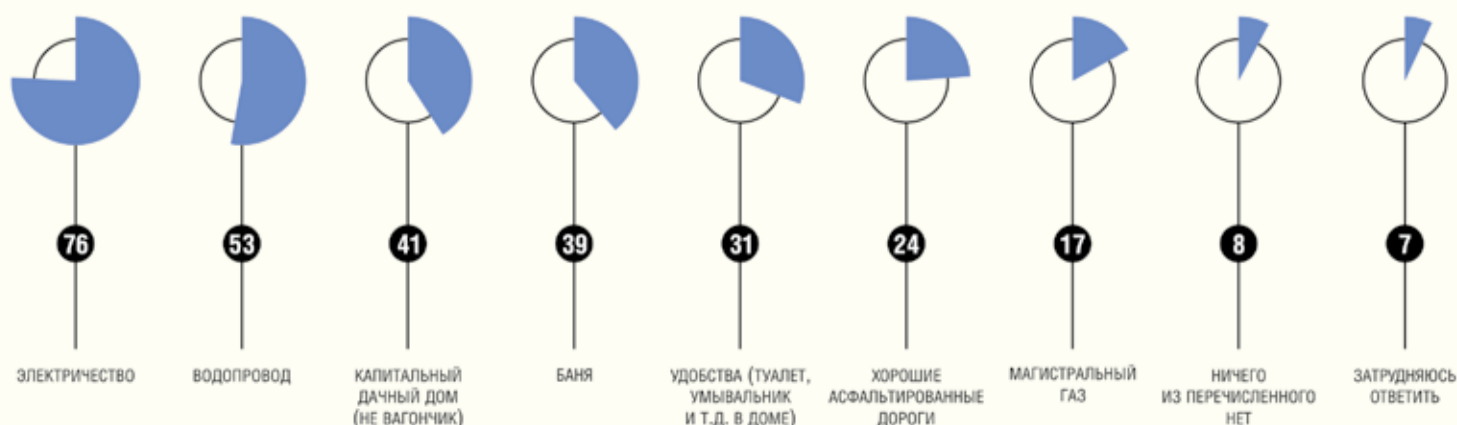 76
53
41
39
31
24
17
8
7
ЭЛЕКТРИЧЕСТВО
ВОДОПРОВОД
КАПИТАЛЬНЫЙ
ДАЧНЫЙ ДОМ
(НЕ ВАГОНЧИК)
БАНЯ
УДОБСТВА (ТУАЛЕТ,
УМЫВАЛЬНИК
И Т.Д. В ДОМЕ)
ХОРОШИЕ
АСФАЛЬТИРОВАННЫЕ
ДОРОГИ
МАГИСТРАЛЬНЫЙ
ГАЗ
НИЧЕГО
ИЗ ПЕРЕЧИСЛЕННОГО
НЕТ
ЗАТРУДНЯЮСЬ
ОТВЕТИТЬ